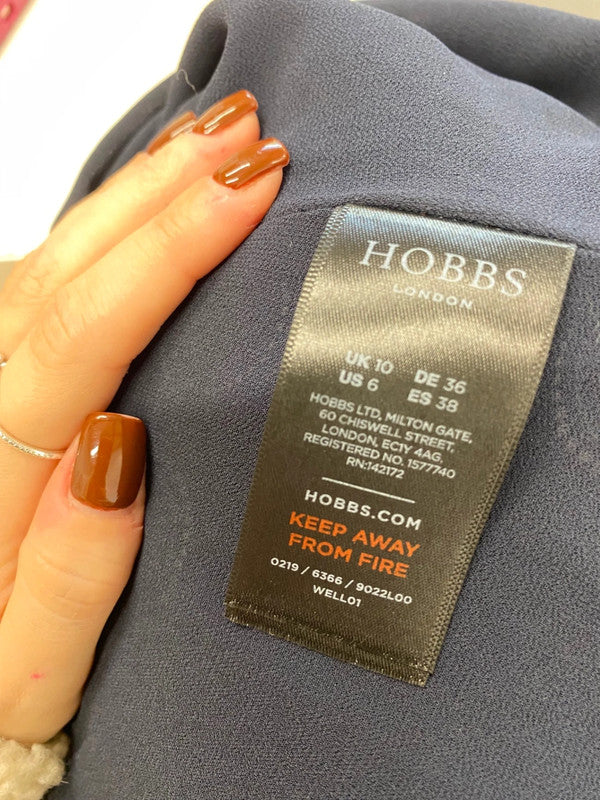 HOBBS
LONDON
UK 10 DE 36
US 6 ES 38
HOBBS LTD, MILTON GATE,
60 CHISWELL STREET,
LONDON, EC1Y 4AG.
REGISTERED NO. 1577740
RN:142172
HOBBS.COM
KEEP AWAY
FROM FIRE
0219 / 6366 / 9022L00
WELL01